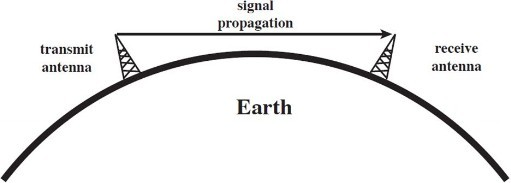 signal
propagation
transmit
antenna
receive
antenna
Earth